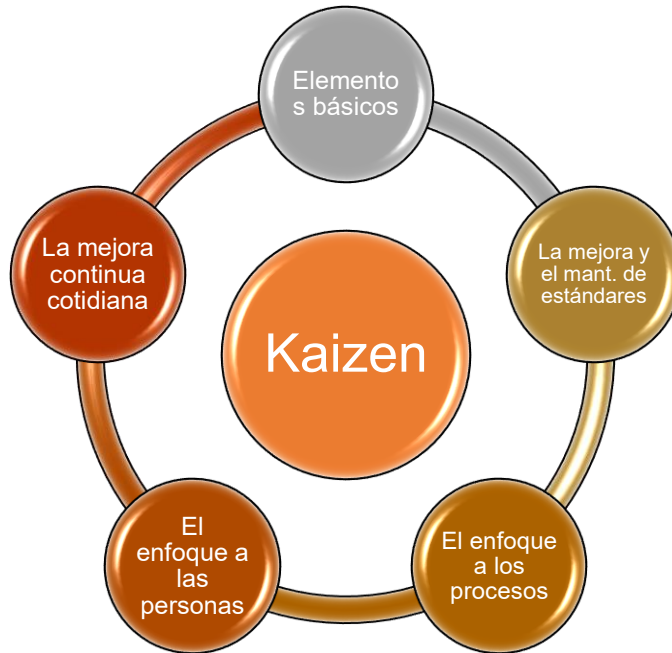 Elemento
s básicos
La mejora y
el mant. de
estándares
El enfoque
a los
procesos
El
enfoque a
las
personas
La mejora
continua
cotidiana
Kaizen